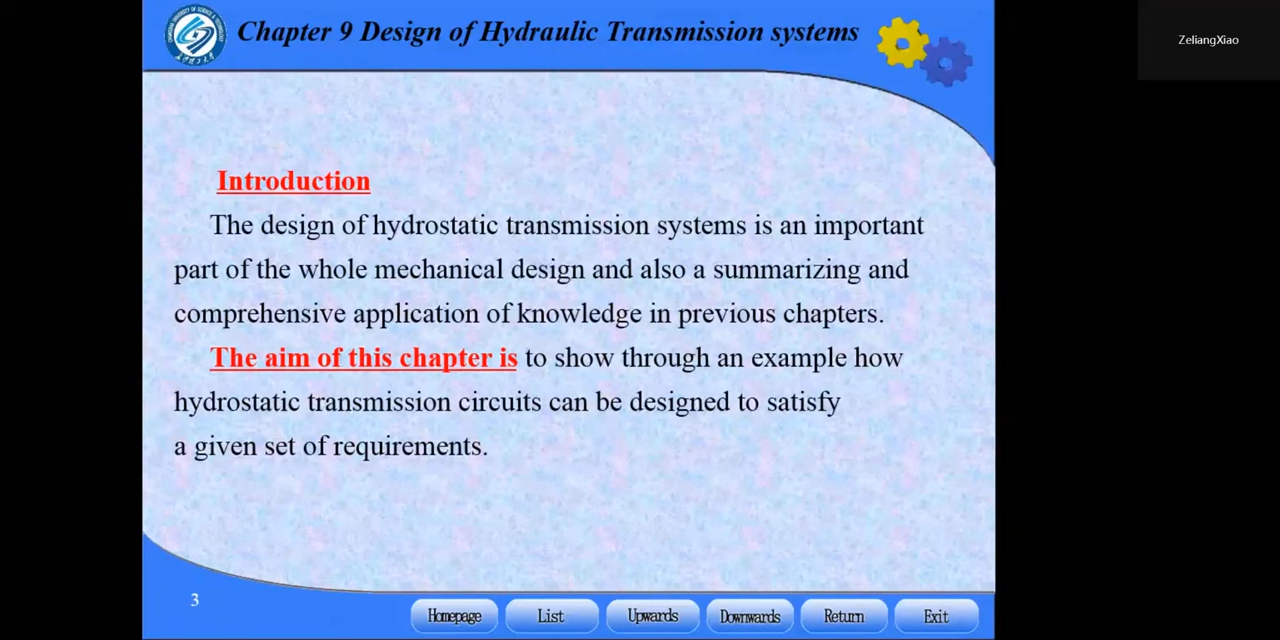 Chapter 9 Design of Hydraulic Transmission systems
ZeliangXiao
Introduction
The design of hydrostatic transmission systems is an important
part of the whole mechanical design and also a summarizing and
comprehensive application of knowledge in previous chapters.
The aim of this chapter is to show through an example how
hydrostatic transmission circuits can be designed to satisfy
a given set of requirements.
3
Homepage List Upwards Downwards Return Exit